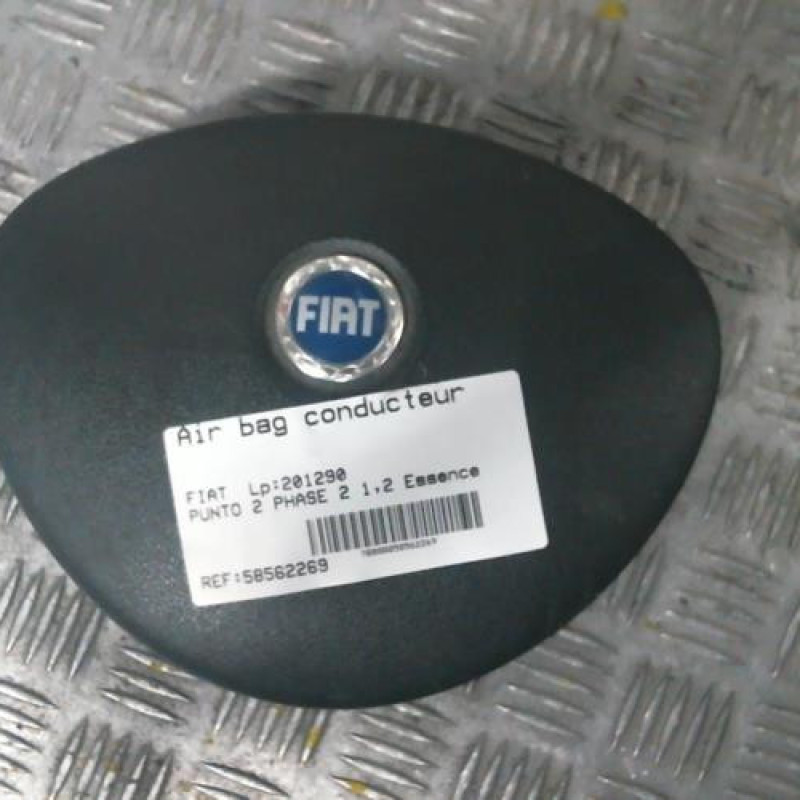 FIAT
Air bag conducteur
FIAT Lp:201290
PUNTO 2 PHASE 2 1,2 Essence
REF:58562269